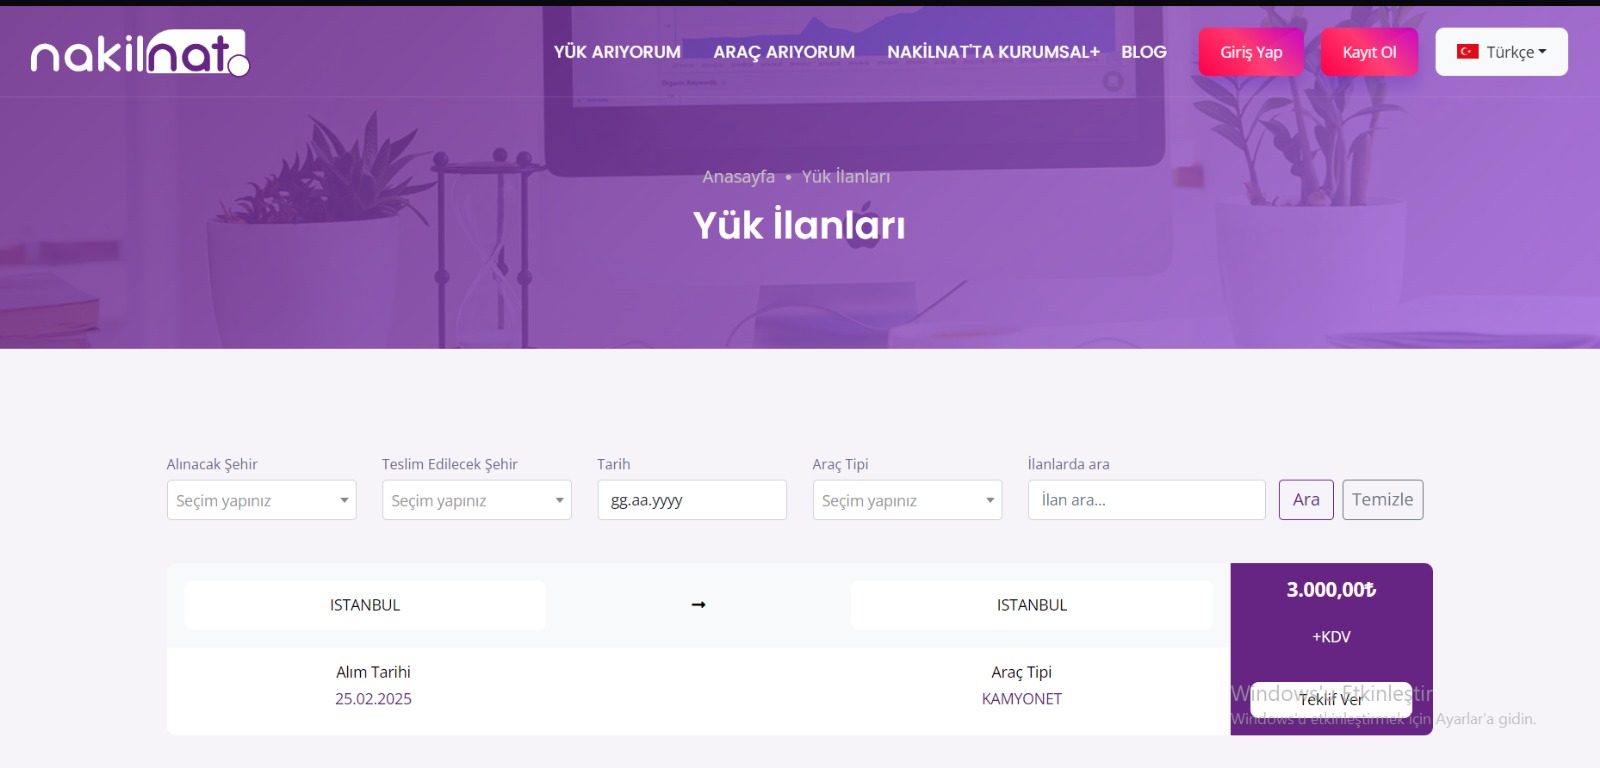 nakilnat
YÜK ARIYORUM ARAÇ ARIYORUM NAKİLNAT'TA KURUMSAL+ BLOG Giriş Yap Kayıt Ol Türkçe
Organic Keywords
Anasayfa • Yük İlanları
Yük İlanları
Alınacak Şehir Teslim Edilecek Şehir Tarih Araç Tipi İlanlarda ara
Seçim yapınız Seçim yapınız gg.aa.yyyy Seçim yapınız İlan ara... Ara Temizle
ISTANBUL → ISTANBUL
3.000,00₺
+KDV
Alım Tarihi Araç Tipi
25.02.2025 KAMYONET
Teklif Ver
Windows'u Etkinleştir
Windows'u etkinleştirmek için Ayarlar'a gidin.